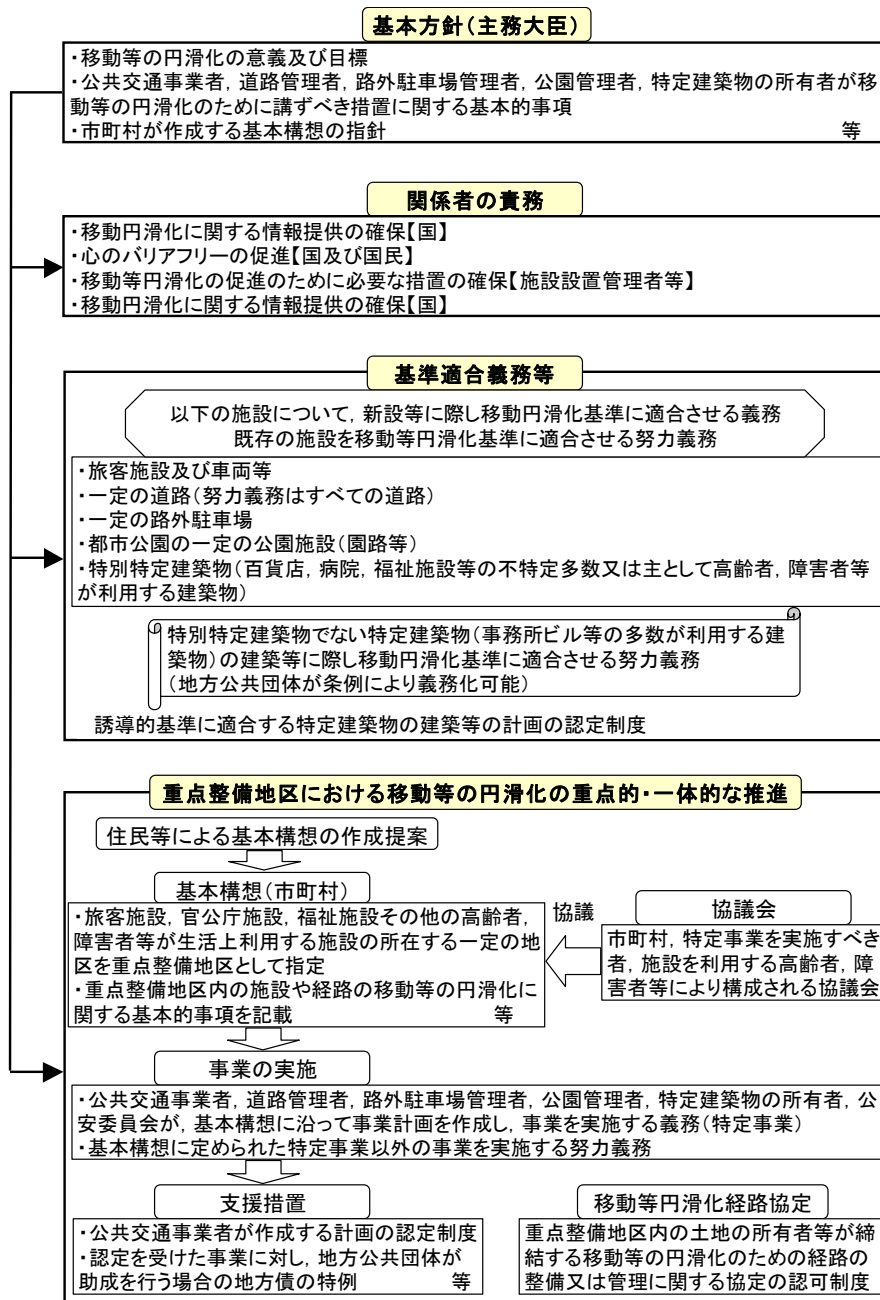 基本方針(主務大臣)
・移動等の円滑化の意義及び目標
・公共交通事業者，道路管理者，路外駐車場管理者，公園管理者，特定建築物の所有者が移
動等の円滑化のために講ずべき措置に関する基本的事項
・市町村が作成する基本構想の指針 等
関係者の責務
・移動円滑化に関する情報提供の確保【国】
・心のバリアフリーの促進【国及び国民】
・移動等円滑化の促進のために必要な措置の確保【施設設置管理者等】
・移動円滑化に関する情報提供の確保【国】
基準適合義務等
以下の施設について，新設等に際し移動円滑化基準に適合させる義務
既存の施設を移動等円滑化基準に適合させる努力義務
・旅客施設及び車両等
・一定の道路(努力義務はすべての道路)
・一定の路外駐車場
・都市公園の一定の公園施設(園路等)
・特別特定建築物(百貨店，病院，福祉施設等の不特定多数又は主として高齢者，障害者等
が利用する建築物)
特別特定建築物でない特定建築物(事務所ビル等の多数が利用する建
築物)の建築等に際し移動円滑化基準に適合させる努力義務
(地方公共団体が条例により義務化可能)
誘導的基準に適合する特定建築物の建築等の計画の認定制度
重点整備地区における移動等の円滑化の重点的・一体的な推進
住民等による基本構想の作成提案
基本構想(市町村)
・旅客施設，官公庁施設，福祉施設その他の高齢者，
障害者等が生活上利用する施設の所在する一定の地
区を重点整備地区として指定
・重点整備地区内の施設や経路の移動等の円滑化に
関する基本的事項を記載 等
協議
協議会
市町村，特定事業を実施すべき
者，施設を利用する高齢者，障
害者等により構成される協議会
事業の実施
・公共交通事業者，道路管理者，路外駐車場管理者，公園管理者，特定建築物の所有者，公
安委員会が，基本構想に沿って事業計画を作成し，事業を実施する義務(特定事業)
・基本構想に定められた特定事業以外の事業を実施する努力義務
支援措置
・公共交通事業者が作成する計画の認定制度
・認定を受けた事業に対し，地方公共団体が
助成を行う場合の地方債の特例 等
移動等円滑化経路協定
重点整備地区内の土地の所有者等が締
結する移動等の円滑化のための経路の
整備又は管理に関する協定の認可制度